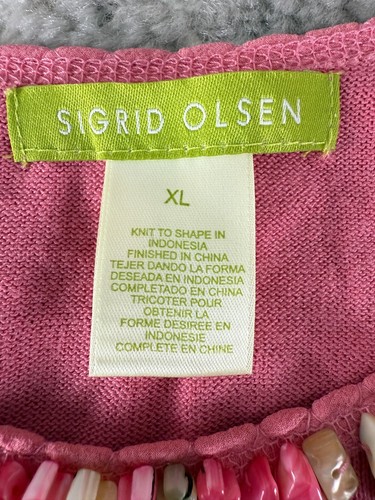 SIGRID OLSEN
XL
KNIT TO SHAPE IN
INDONESIA
FINISHED IN CHINA
TEJER DANDO LA FORMA
DESEADA EN INDONESIA
COMPLETADO EN CHINA
TRICOTER POUR
OBTENIR LA
FORME DESIREE EN
INDONESIE
COMPLETE EN CHINE